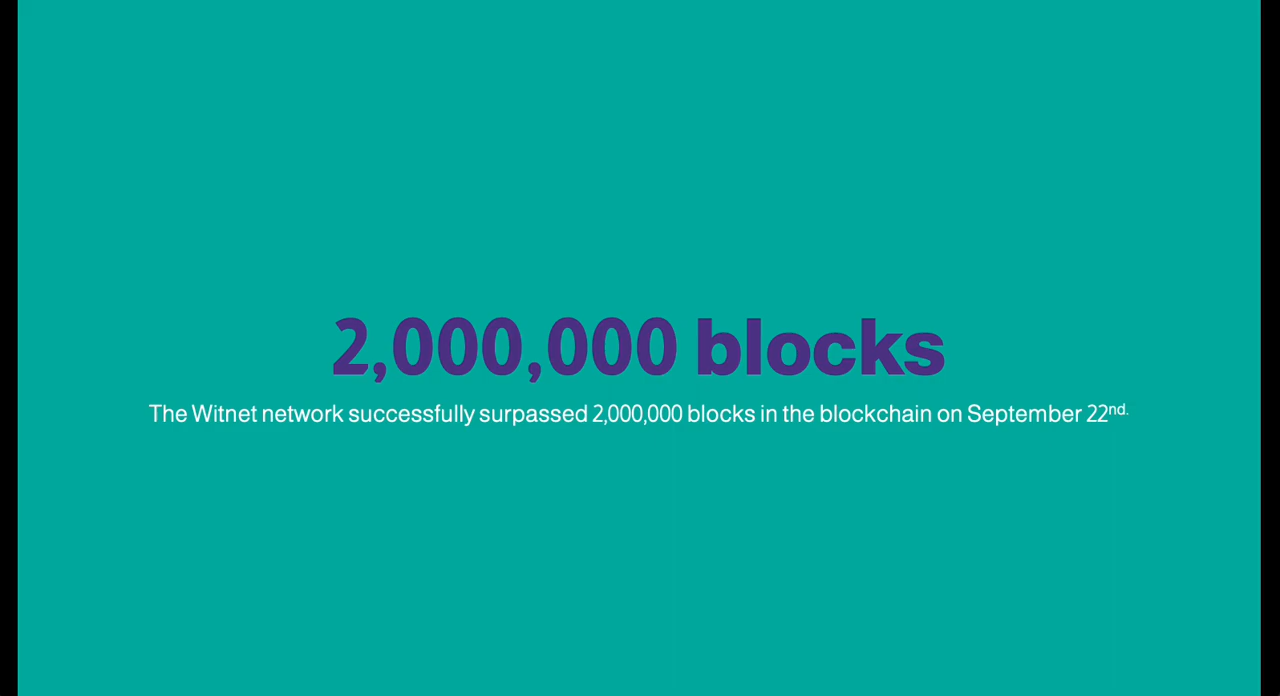 2,000,000 blocks
The Witnet network successfully surpassed 2,000,000 blocks in the blockchain on September 22nd.